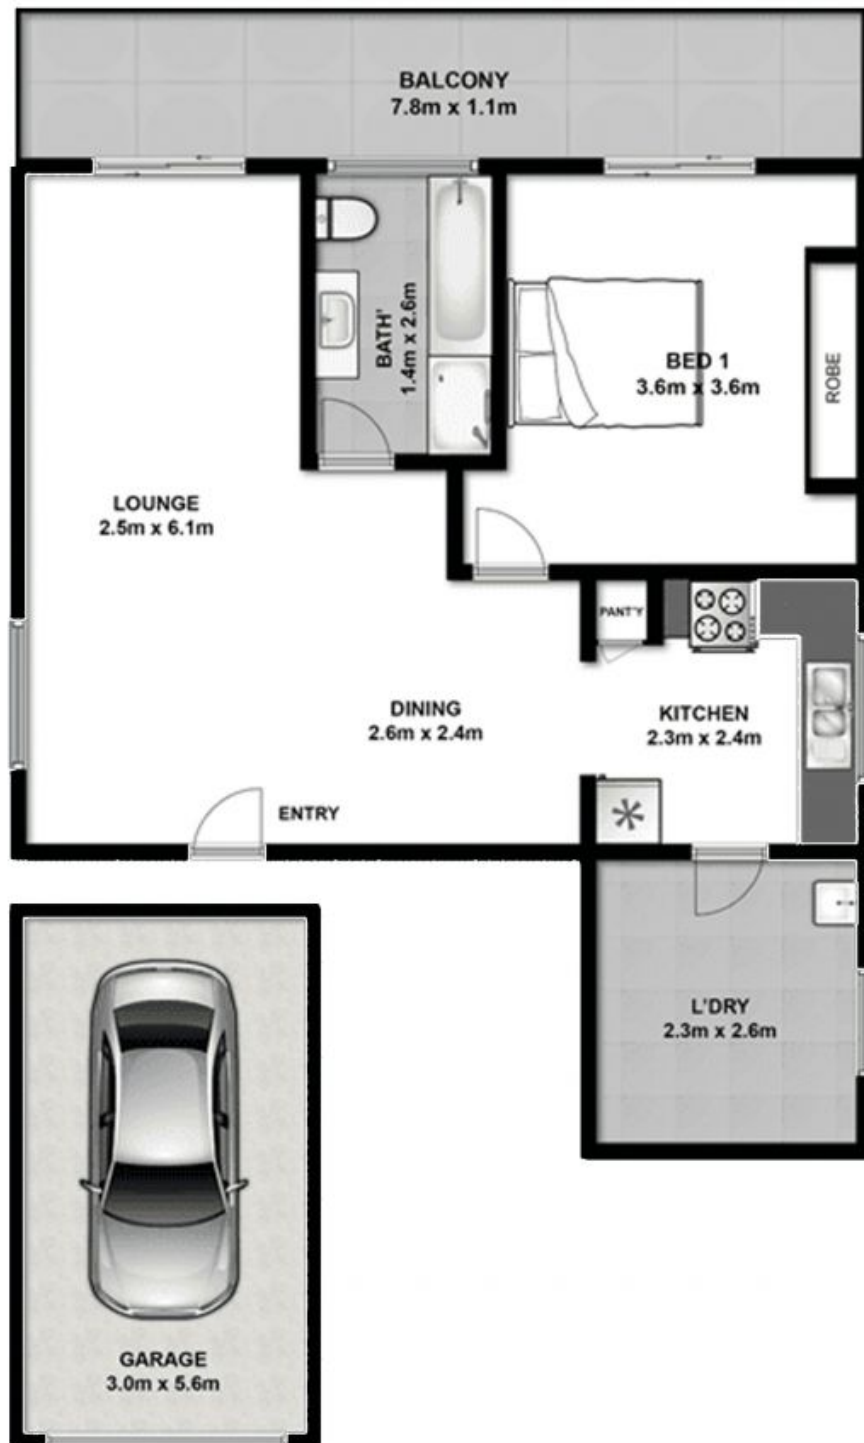 BALCONY
7.8m x 1.1m
BATH'
1.4m x 2.6m
BED 1
3.6m x 3.6m
ROBE
LOUNGE
2.5m x 6.1m
PANT'Y
DINING
2.6m x 2.4m
KITCHEN
2.3m x 2.4m
ENTRY
L'DRY
2.3m x 2.6m
GARAGE
3.0m x 5.6m